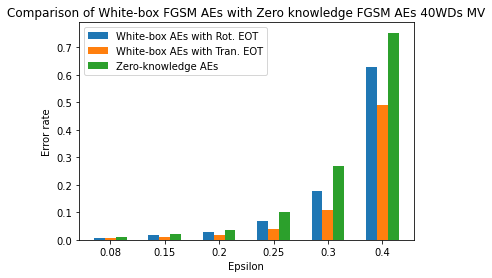 Comparison of White-box FGSM AEs with Zero knowledge FGSM AEs 40WDs MV
White-box AEs with Rot. EOT
White-box AEs with Tran. EOT
Zero-knowledge AEs
Error rate
0.7
0.6
0.5
0.4
0.3
0.2
0.1
0.0
0.08 0.15 0.2 0.25 0.3 0.4
Epsilon